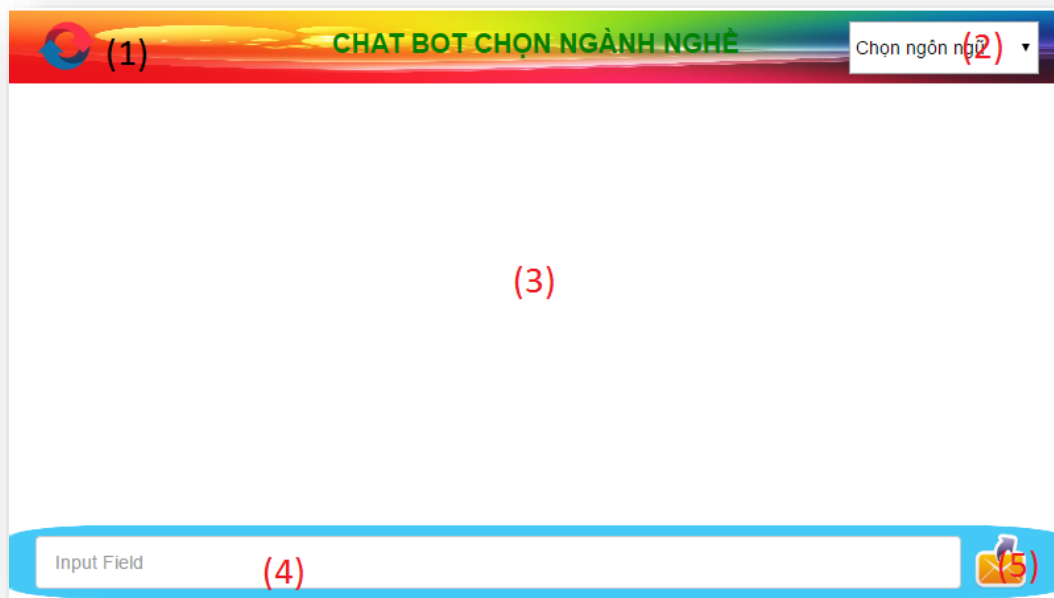 (1)
CHAT BOT CHỌN NGÀNH NGHỀ
Chọn ngôn ngữ
(2)
(3)
Input Field
(4)
(5)